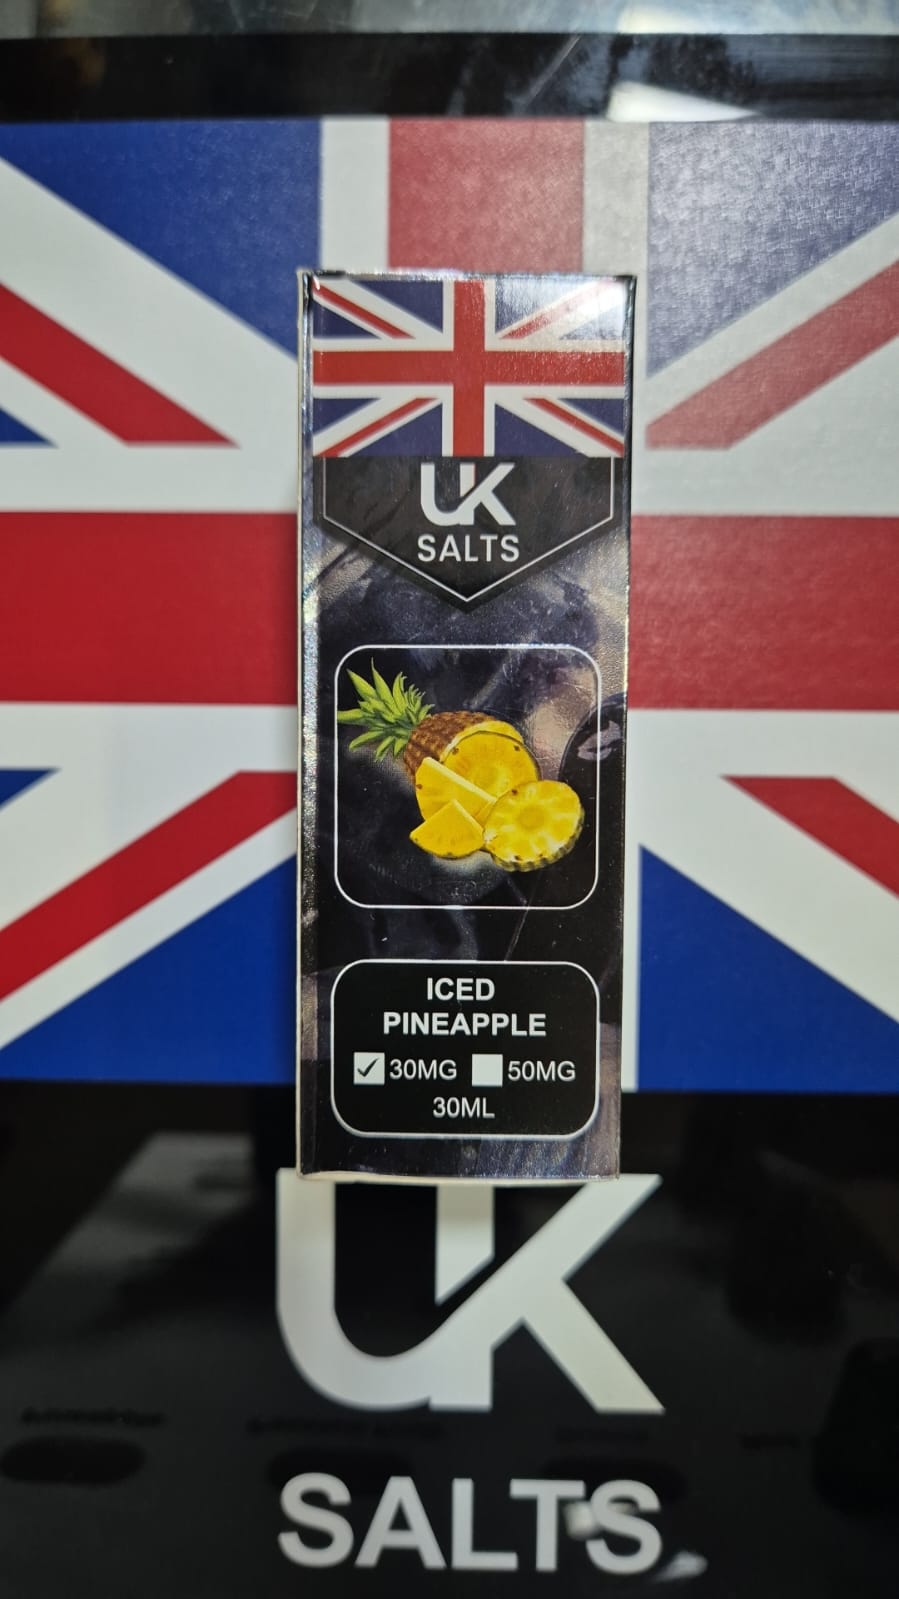 UK
SALTS
ICED
PINEAPPLE
30MG 50MG
30ML
UK
SALTS